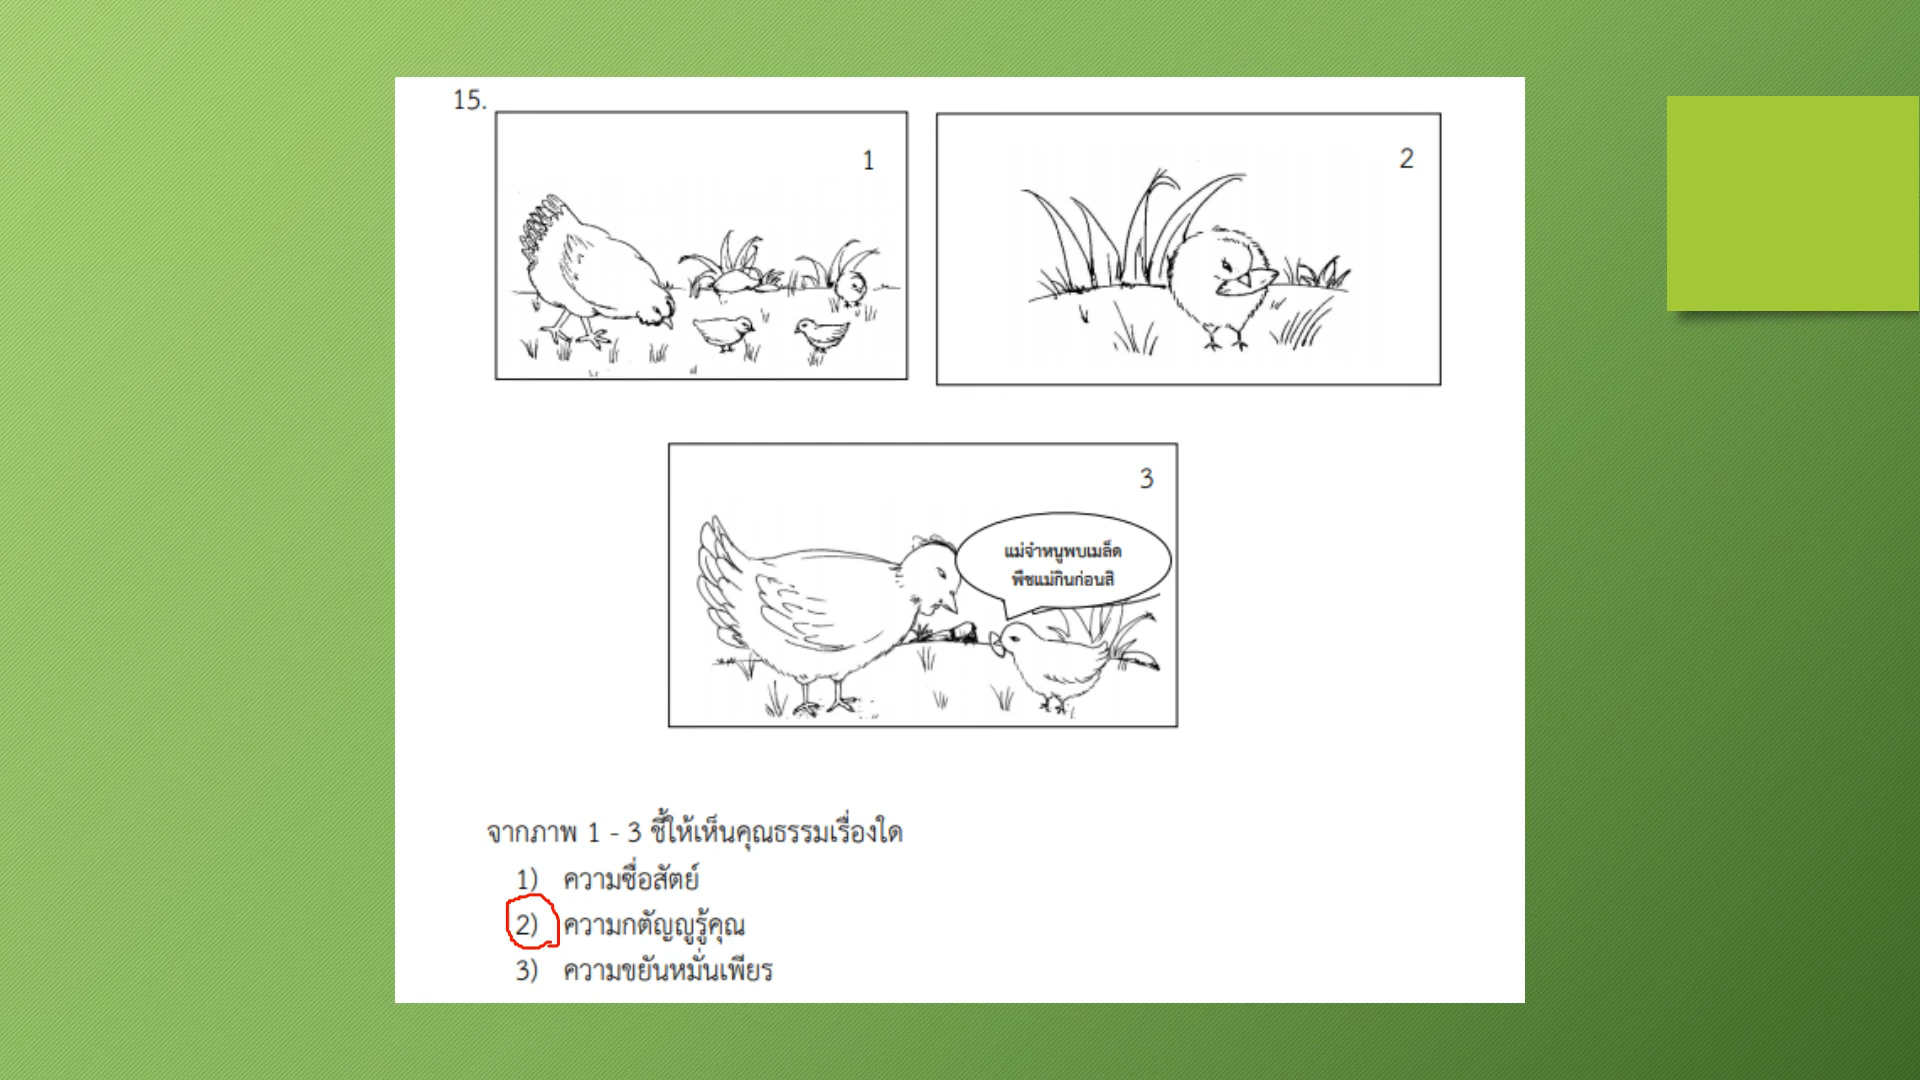 15.
1
2
3
แม่จ๋าหนูพบเมล็ด
พืชแม่กินก่อนสิ
จากภาพ 1 - 3 ชี้ให้เห็นคุณธรรมเรื่องใด
1) ความซื่อสัตย์
2) ความกตัญญูรู้คุณ
3) ความขยันหมั่นเพียร